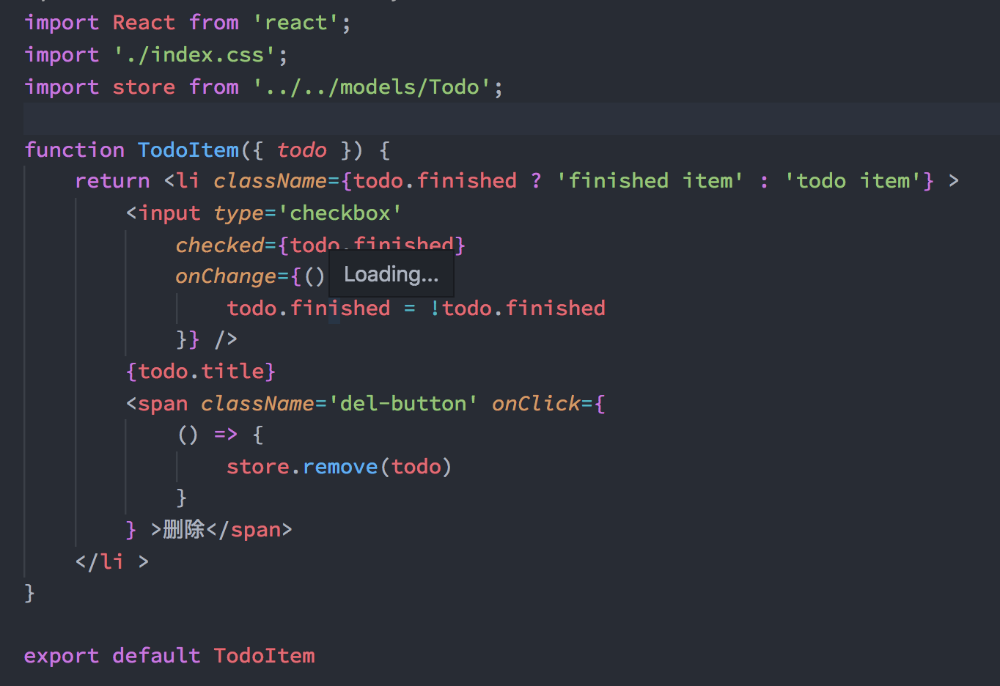 import React from 'react';
import './index.css';
import store from '../../models/Todo';
function TodoItem({ todo }) {
return <li className={todo.finished ? 'finished item' : 'todo item'} >
<input type='checkbox'
checked={todo.finished}
onChange={()
Loading...
todo.finished = !todo.finished
}} />
{todo.title}
<span className='del-button' onClick={
() => {
store.remove(todo)
}
} >删除</span>
</li >
}
export default TodoItem